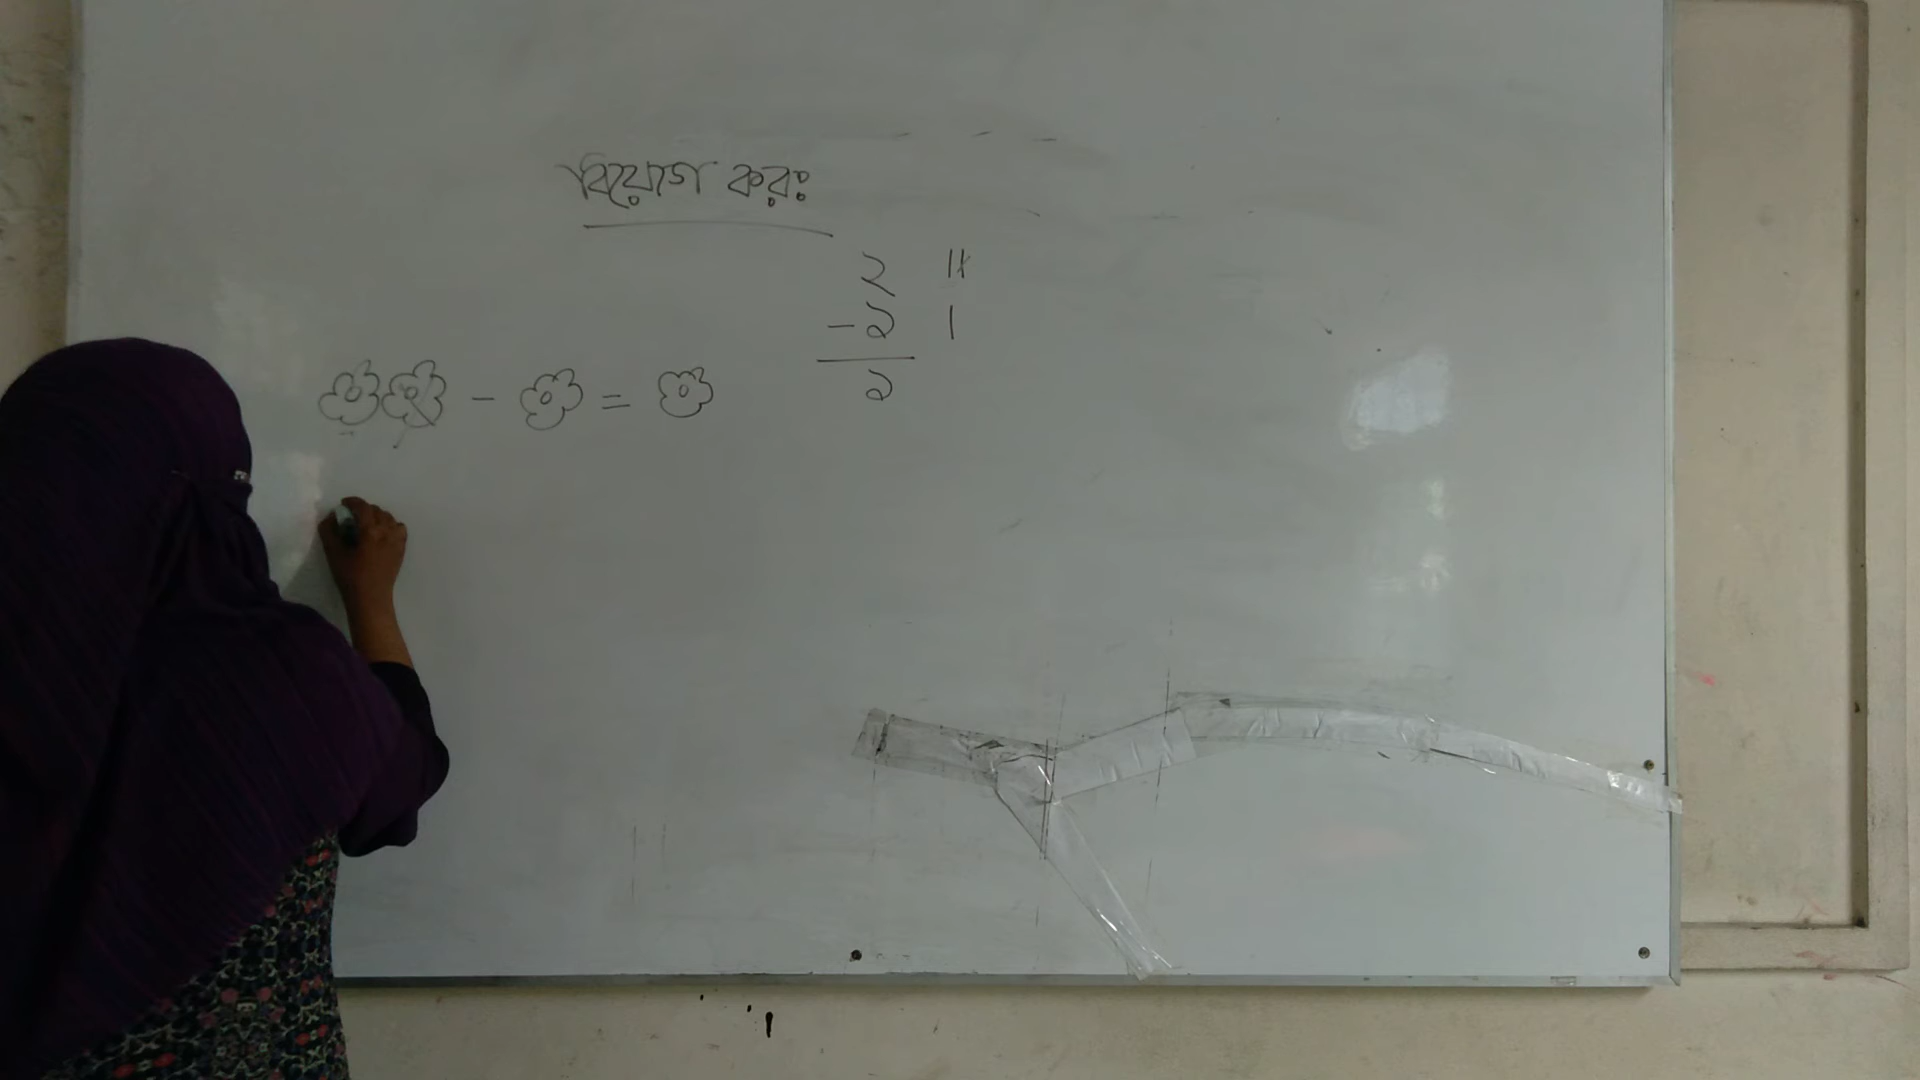 বিয়োগ করঃ
২ ||
- ১ |
১
- =